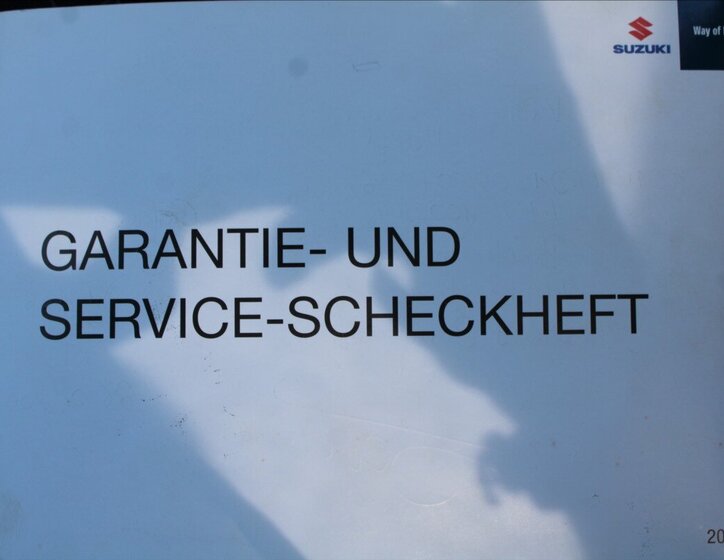 SUZUKI
Way of
GARANTIE- UND
SERVICE-SCHECKHEFT
20